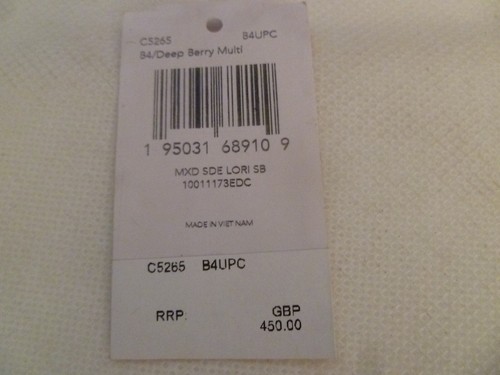 C5265 B4UPC
B4/Deep Berry Multi
1 95031 68910 9
MXD SDE LORI SB
10011173EDC
MADE IN VIET NAM
C5265 B4UPC
RRP: GBP
450.00